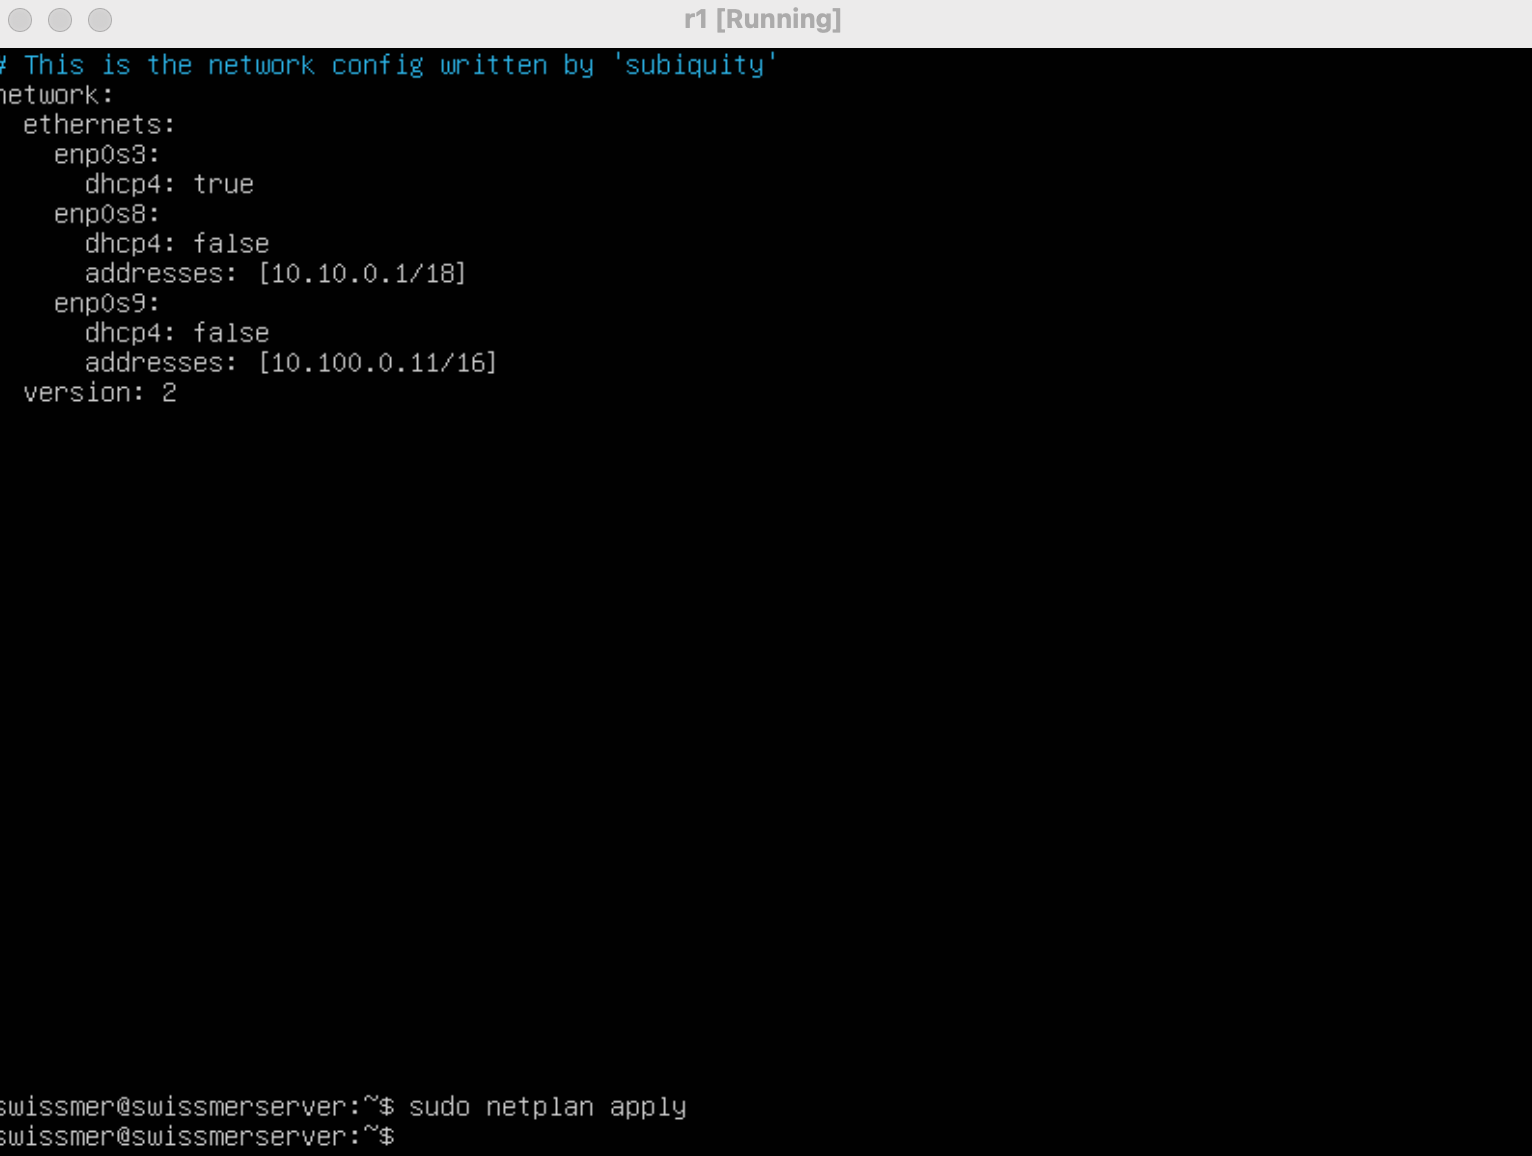 r1 [Running]
# This is the network config written by 'subiquity'
network:
  ethernets:
    enp0s3:
      dhcp4: true
    enp0s8:
      dhcp4: false
      addresses: [10.10.0.1/18]
    enp0s9:
      dhcp4: false
      addresses: [10.100.0.11/16]
  version: 2
swissmer@swissmerserver:~$ sudo netplan apply
swissmer@swissmerserver:~$